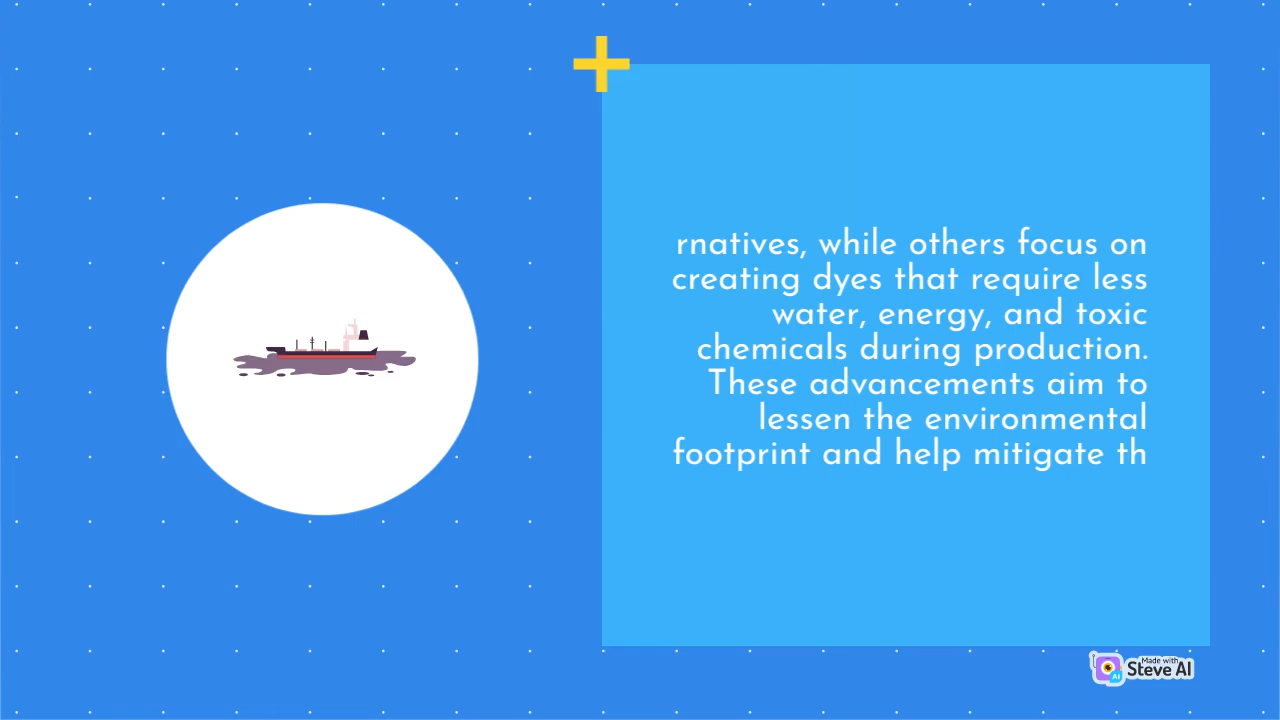 rnatives, while others focus on
creating dyes that require less
water, energy, and toxic
chemicals during production.
These advancements aim to
lessen the environmental
footprint and help mitigate th
Made with
Steve AI
AI